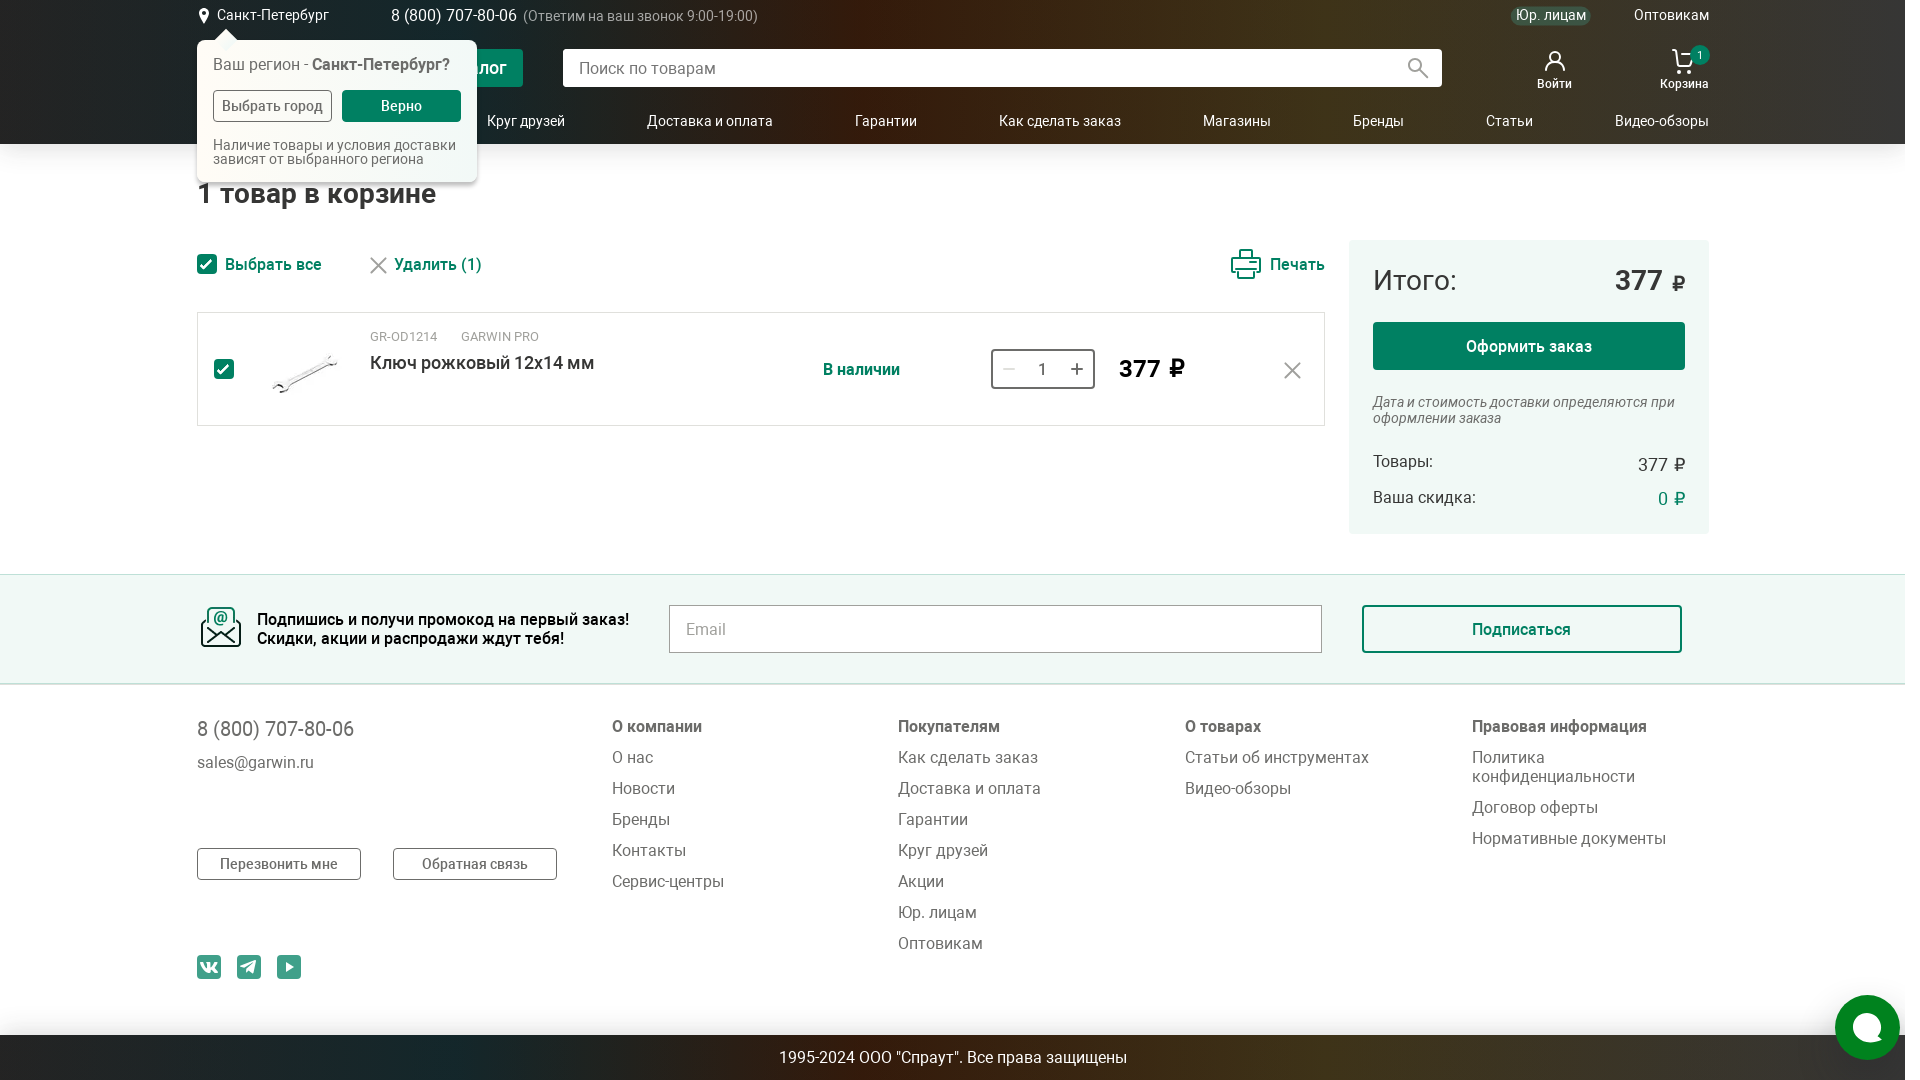 Санкт-Петербург
8 (800) 707-80-06 (Ответим на ваш звонок 9:00-19:00)
Юр. лицам
Оптовикам
Ваш регион - Санкт-Петербург?
Выбрать город
Верно
Наличие товары и условия доставки
зависят от выбранного региона
Поиск по товарам
Войти
1
Корзина
Круг друзей
Доставка и оплата
Гарантии
Как сделать заказ
Магазины
Бренды
Статьи
Видео-обзоры
1 товар в корзине
Выбрать все
Удалить (1)
Печать
GR-OD1214 GARWIN PRO
Ключ рожковый 12х14 мм
В наличии
1
377 ₽
Итого: 377 ₽
Оформить заказ
Дата и стоимость доставки определяются при
оформлении заказа
Товары: 377 ₽
Ваша скидка: 0 ₽
@
Подпишись и получи промокод на первый заказ!
Скидки, акции и распродажи ждут тебя!
Email
Подписаться
8 (800) 707-80-06
sales@garwin.ru
Перезвонить мне
Обратная связь
О компании
О нас
Новости
Бренды
Контакты
Сервис-центры
Покупателям
Как сделать заказ
Доставка и оплата
Гарантии
Круг друзей
Акции
Юр. лицам
Оптовикам
О товарах
Статьи об инструментах
Видео-обзоры
Правовая информация
Политика
конфиденциальности
Договор оферты
Нормативные документы
1995-2024 ООО "Спраут". Все права защищены